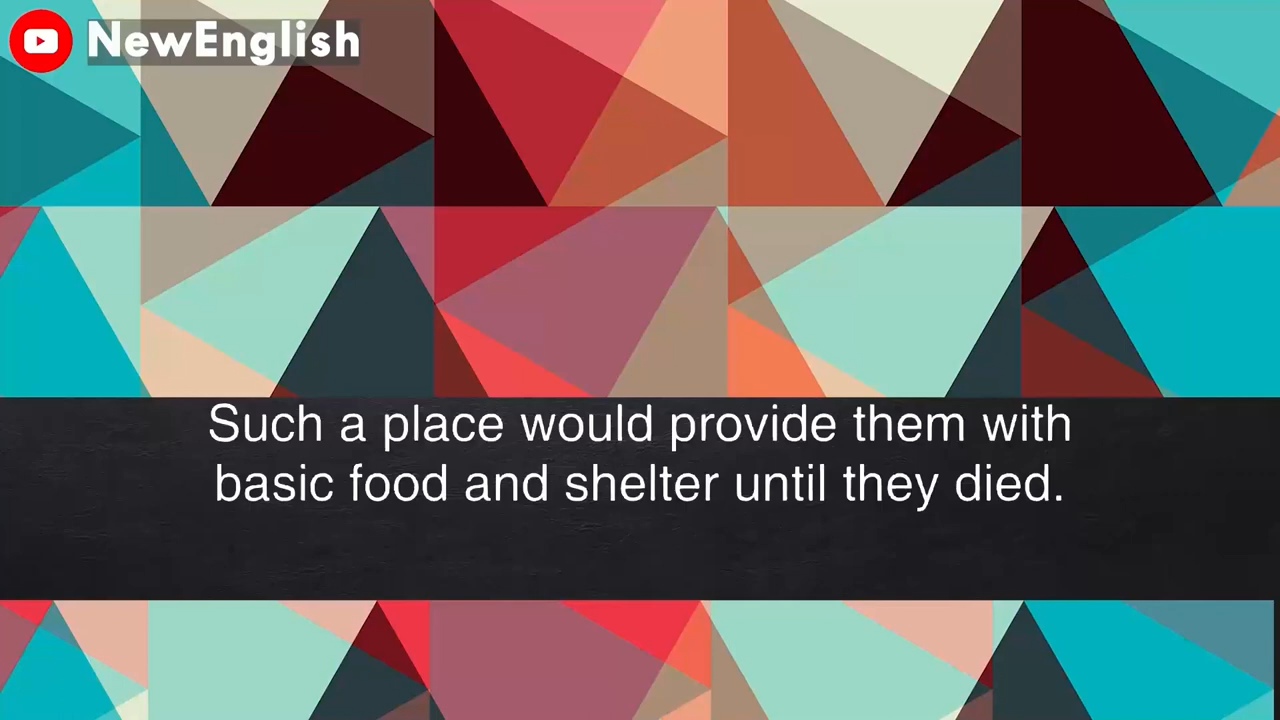 NewEnglish
Such a place would provide them with
basic food and shelter until they died.